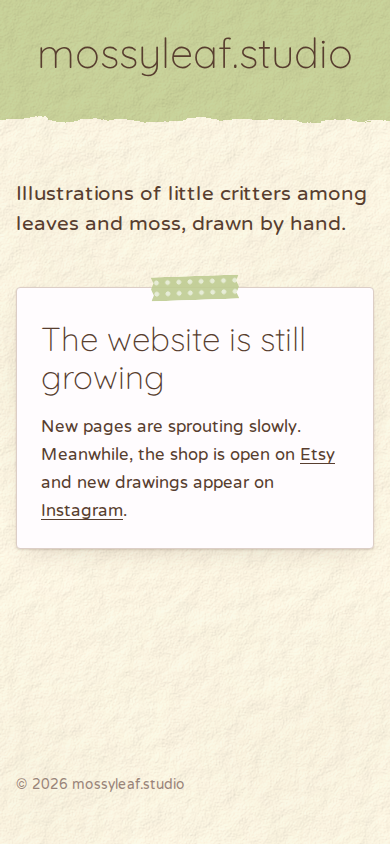 mossyleaf.studio
Illustrations of little critters among
leaves and moss, drawn by hand.
The website is still
growing
New pages are sprouting slowly.
Meanwhile, the shop is open on Etsy
and new drawings appear on
Instagram.
© 2026 mossyleaf.studio